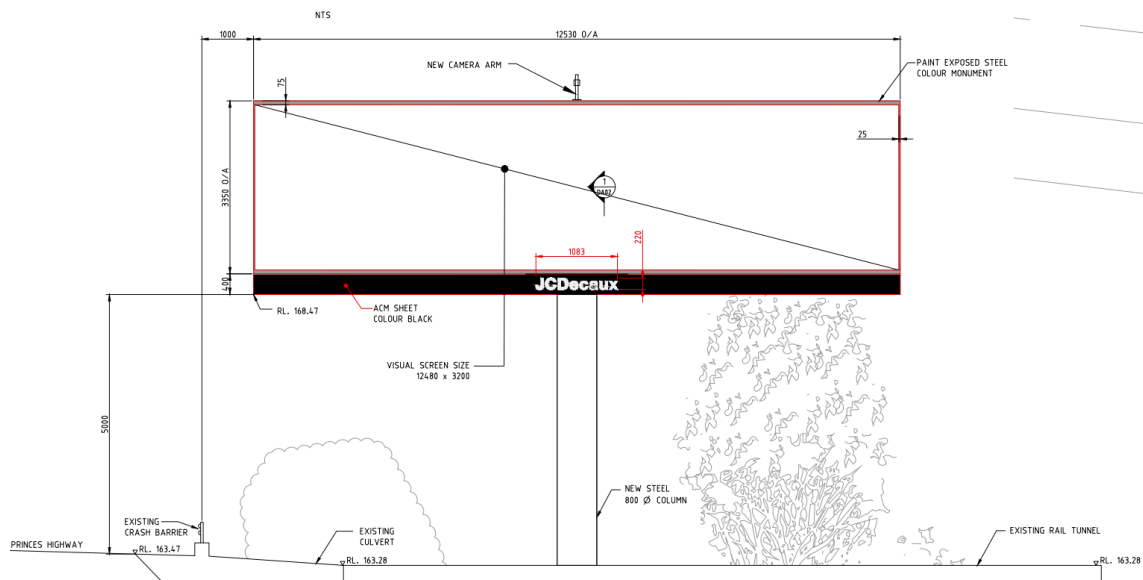 NTS
1000
12530 O/A
NEW CAMERA ARM
PAINT EXPOSED STEEL
COLOUR MONUMENT
75
25
3350 O/A
1
DA02
220
1083
400
JCDecaux
RL. 168.47
ACM SHEET
COLOUR BLACK
VISUAL SCREEN SIZE
12480 x 3200
5000
NEW STEEL
800 Ø COLUMN
EXISTING
CRASH BARRIER
EXISTING
CULVERT
EXISTING RAIL TUNNEL
PRINCES HIGHWAY
RL. 163.47
RL. 163.28
RL. 163.28